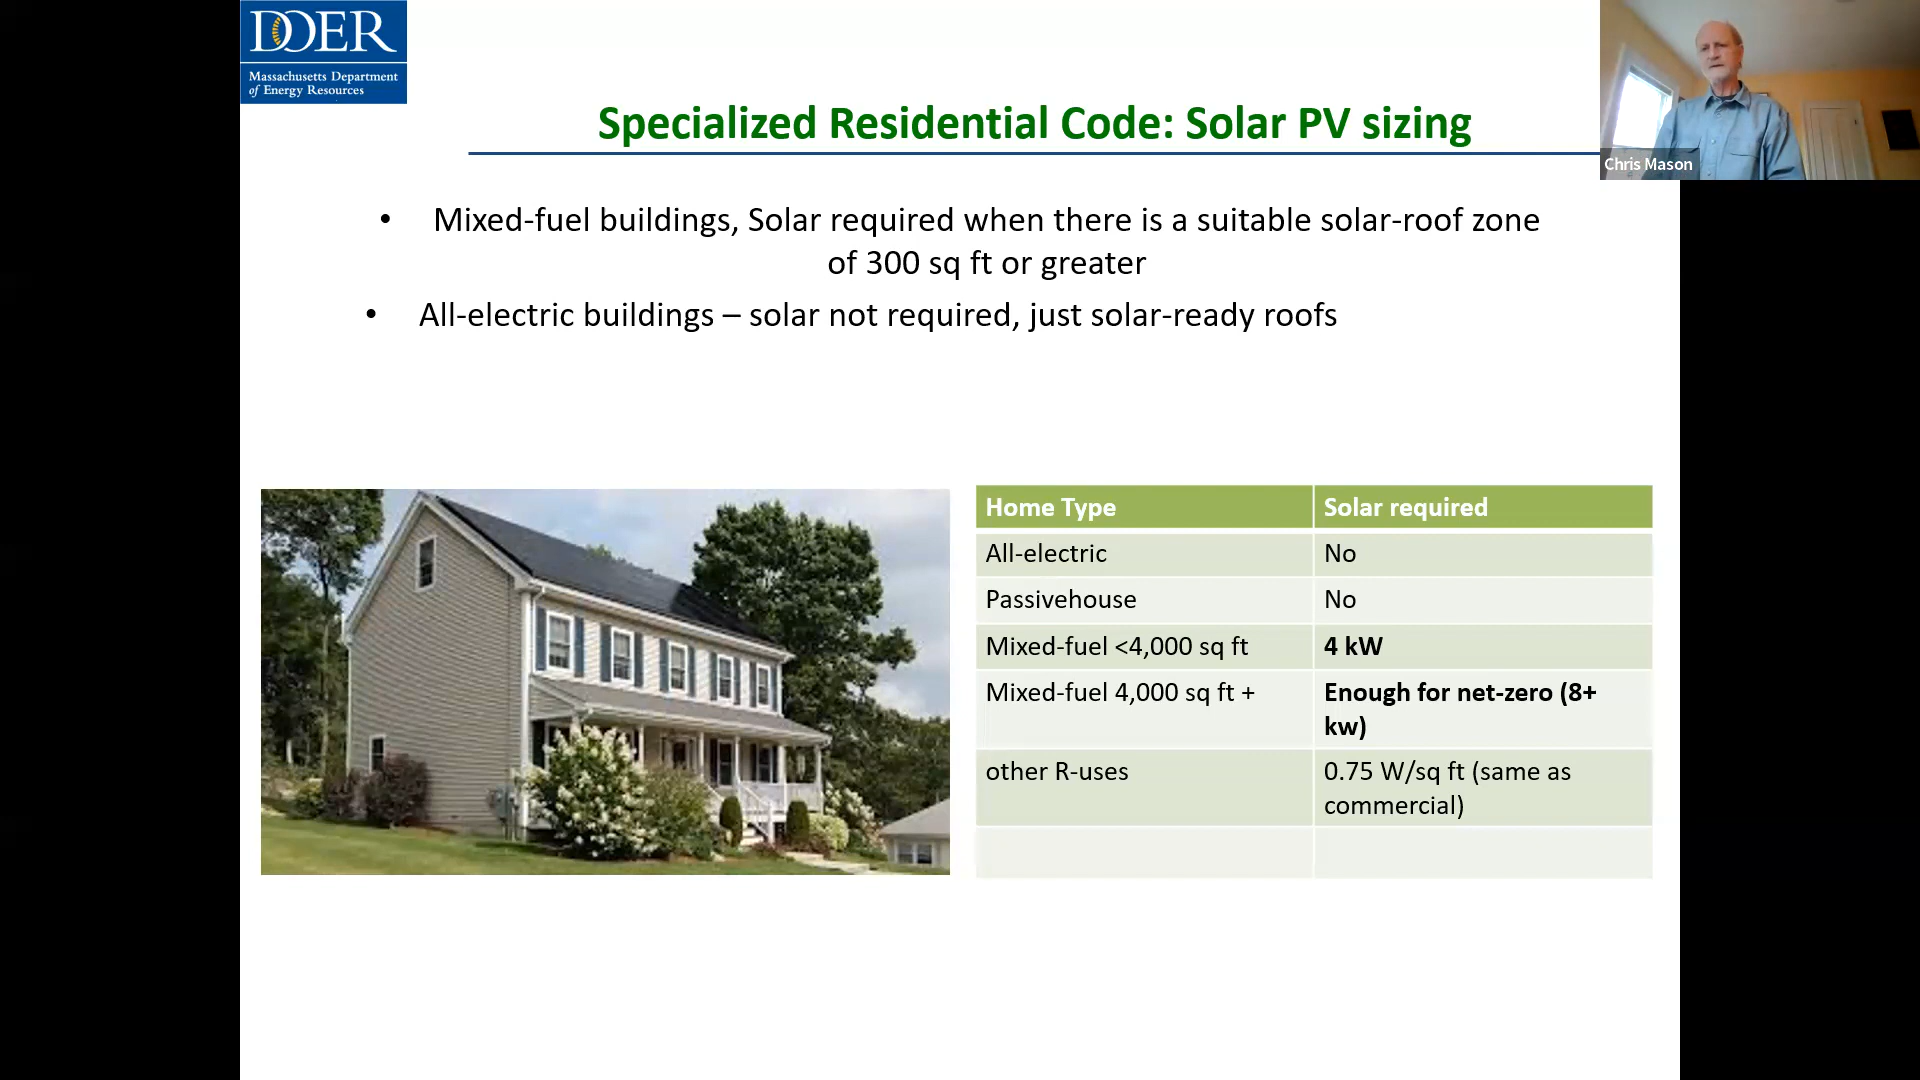 DOER
Massachusetts Department
of Energy Resources
Specialized Residential Code: Solar PV sizing
Chris Mason
• Mixed-fuel buildings, Solar required when there is a suitable solar-roof zone
of 300 sq ft or greater
• All-electric buildings – solar not required, just solar-ready roofs
Home Type Solar required
All-electric No
Passivehouse No
Mixed-fuel <4,000 sq ft 4 kW
Mixed-fuel 4,000 sq ft + Enough for net-zero (8+
kw)
other R-uses 0.75 W/sq ft (same as
commercial)